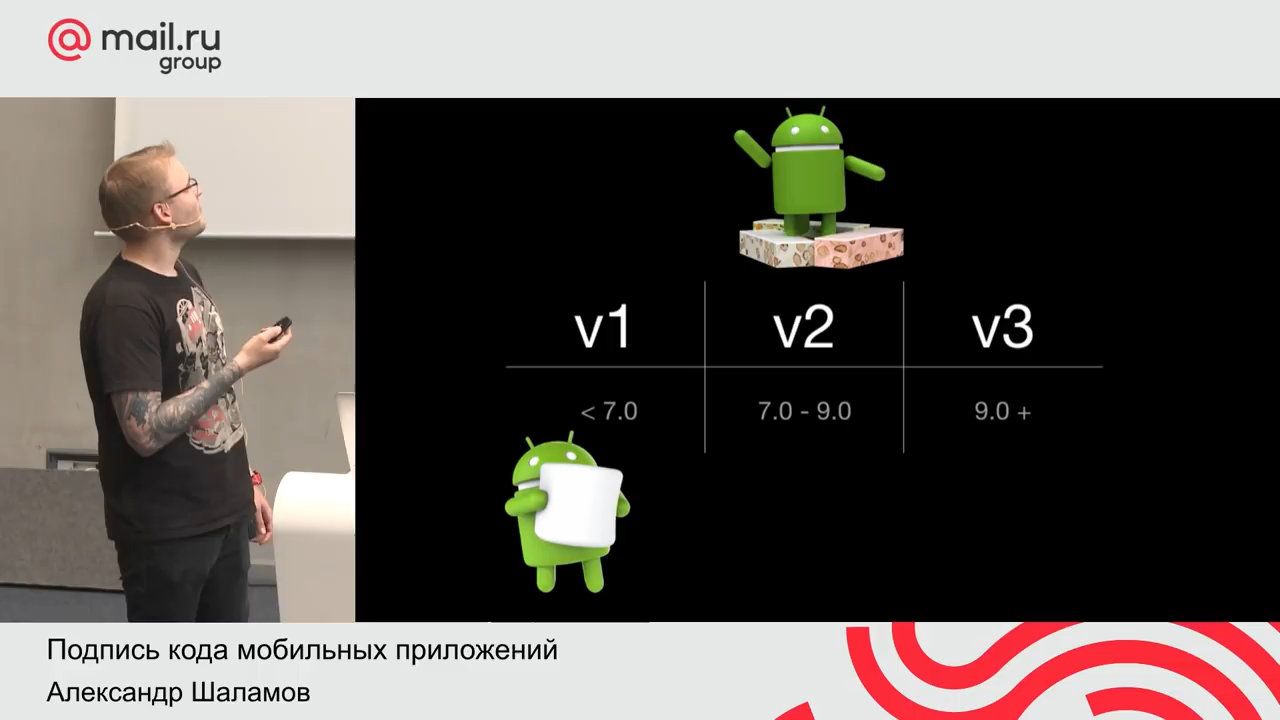 @ mail.ru
group
v1 v2 v3
< 7.0 7.0 - 9.0 9.0 +
Подпись кода мобильных приложений
Александр Шаламов